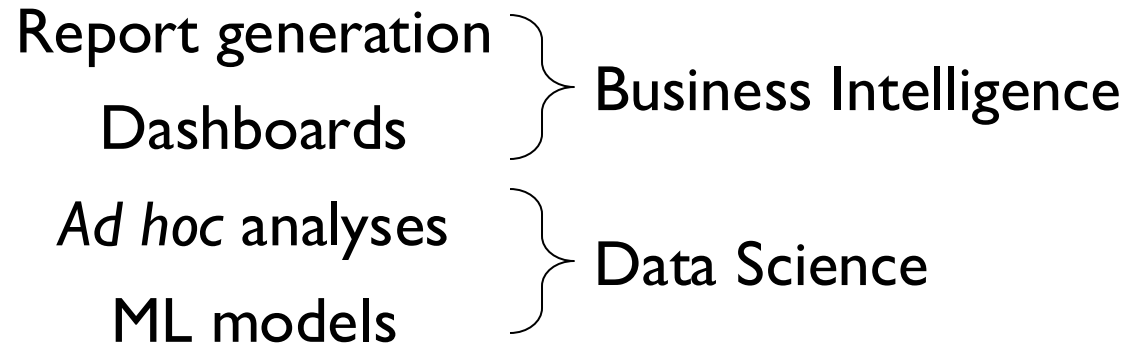 Report generation
Dashboards
Business Intelligence
Ad hoc analyses
ML models
Data Science